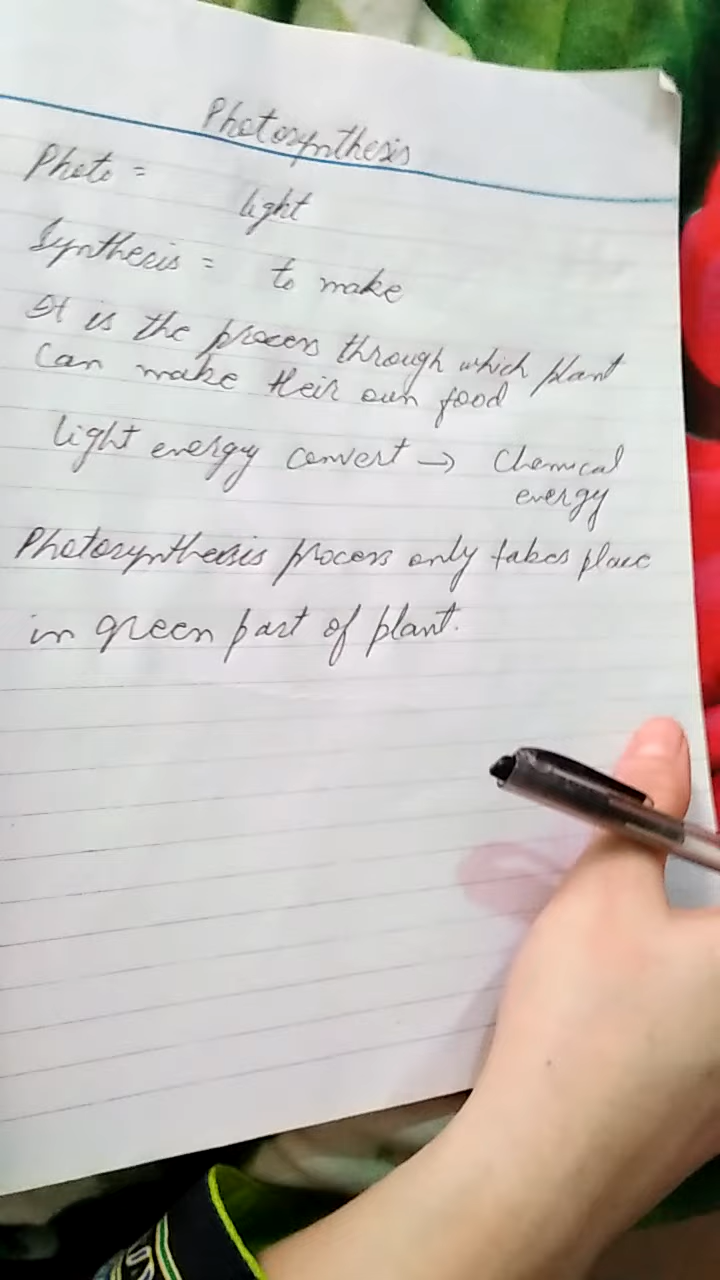 Photosynthesis
Photo =
light
Synthesis = to make
It is the process through which plant
can make their own food
light energy convert → Chemical
energy
Photosynthesis process only takes place
in green part of plant.